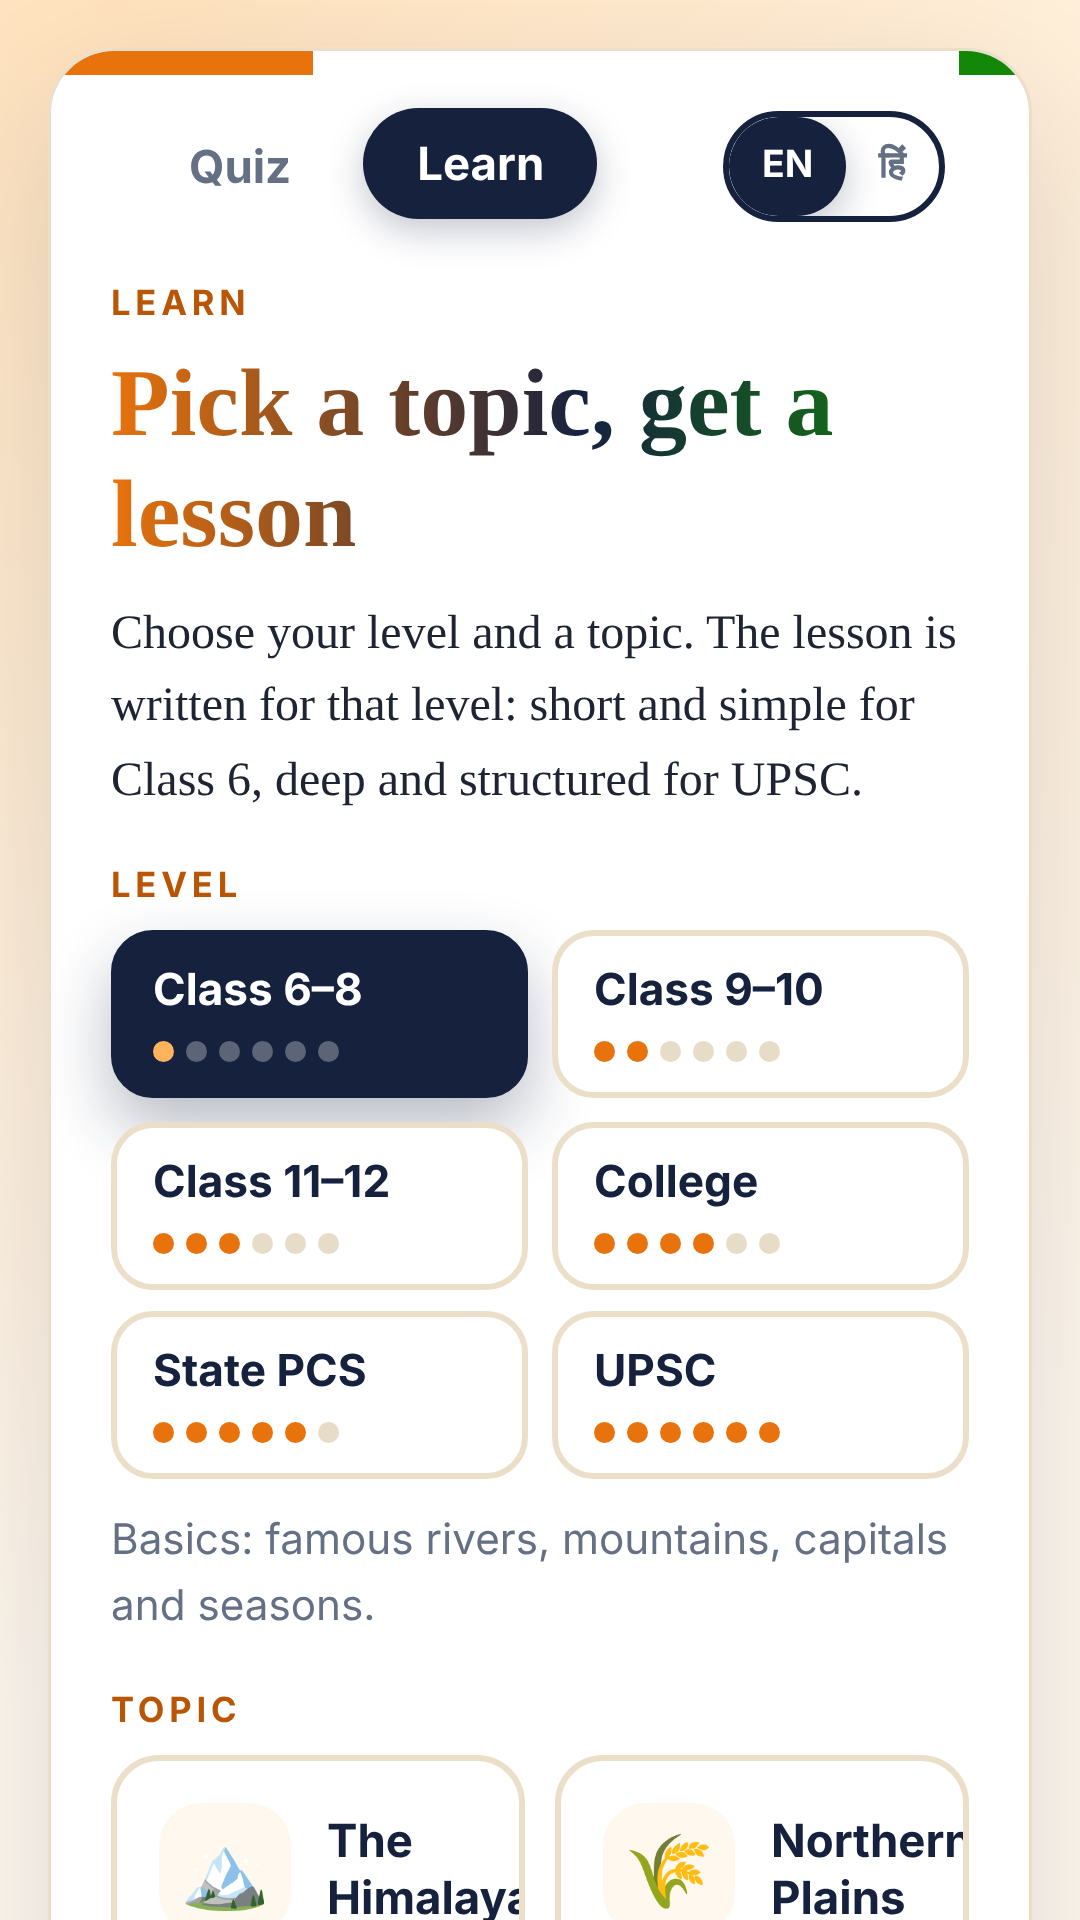 Quiz
Learn
EN
हिं
LEARN
Pick a topic, get a
lesson
Choose your level and a topic. The lesson is
written for that level: short and simple for
Class 6, deep and structured for UPSC.
LEVEL
Class 6–8
Class 9–10
Class 11–12
College
State PCS
UPSC
Basics: famous rivers, mountains, capitals
and seasons.
TOPIC
The
Himalaya
Northern
Plains